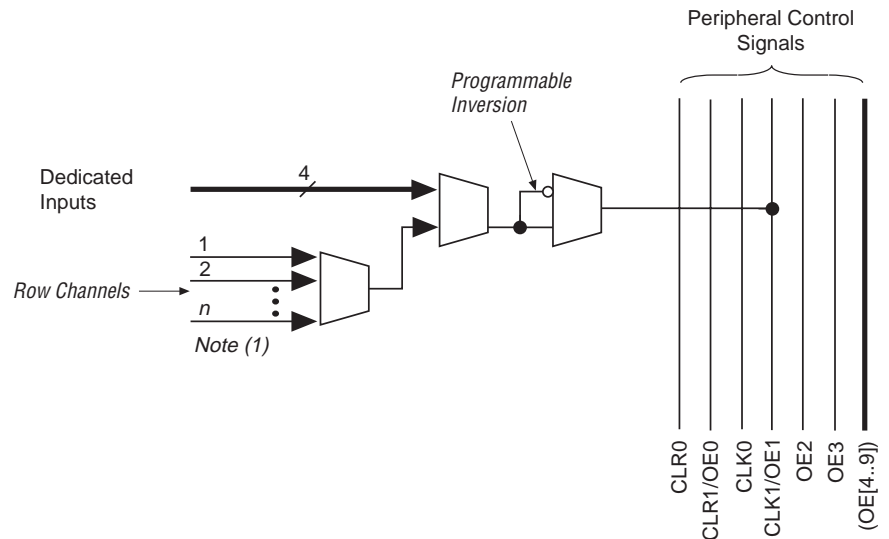 Peripheral Control
Signals
Programmable
Inversion
4
Dedicated
Inputs
1
2
Row Channels
n
Note (1)
CLR0
CLR1/OE0
CLK0
CLK1/OE1
OE2
OE3
(OE[4..9])